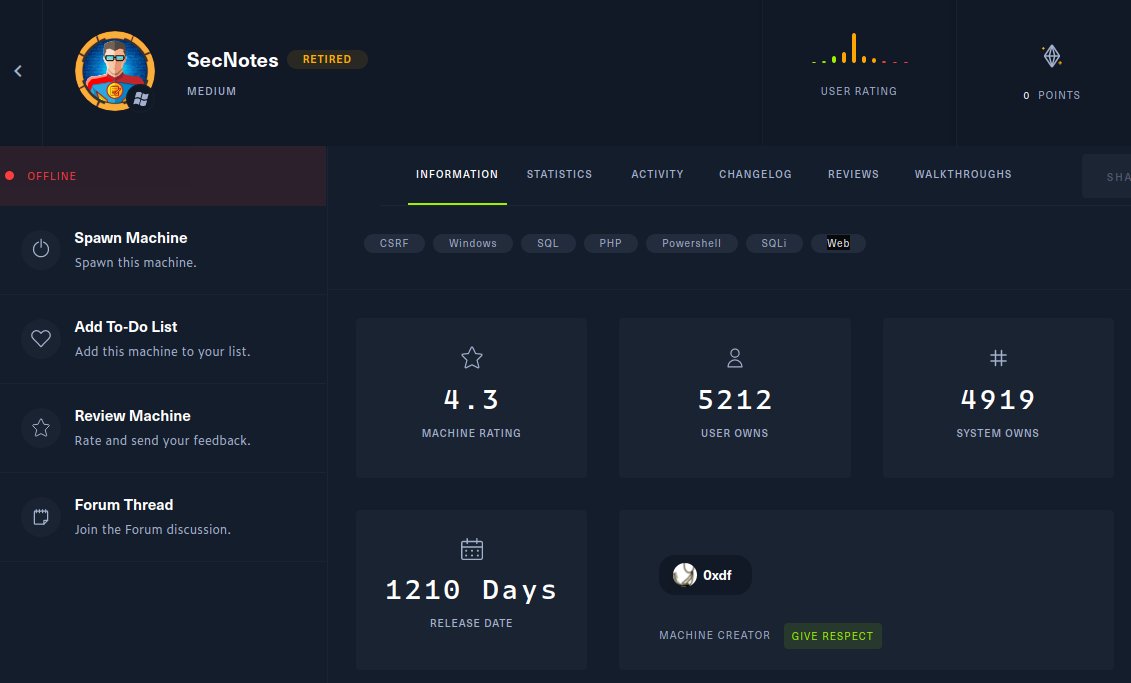 SecNotes RETIRED
MEDIUM
USER RATING
0 POINTS
OFFLINE
INFORMATION STATISTICS ACTIVITY CHANGELOG REVIEWS WALKTHROUGHS SHA
CSRF Windows SQL PHP Powershell SQLi Web
Spawn Machine
Spawn this machine.
Add To-Do List
Add this machine to your list.
Review Machine
Rate and send your feedback.
Forum Thread
Join the Forum discussion.
4.3
MACHINE RATING
5212
USER OWNS
4919
SYSTEM OWNS
1210 Days
RELEASE DATE
0xdf
MACHINE CREATOR GIVE RESPECT